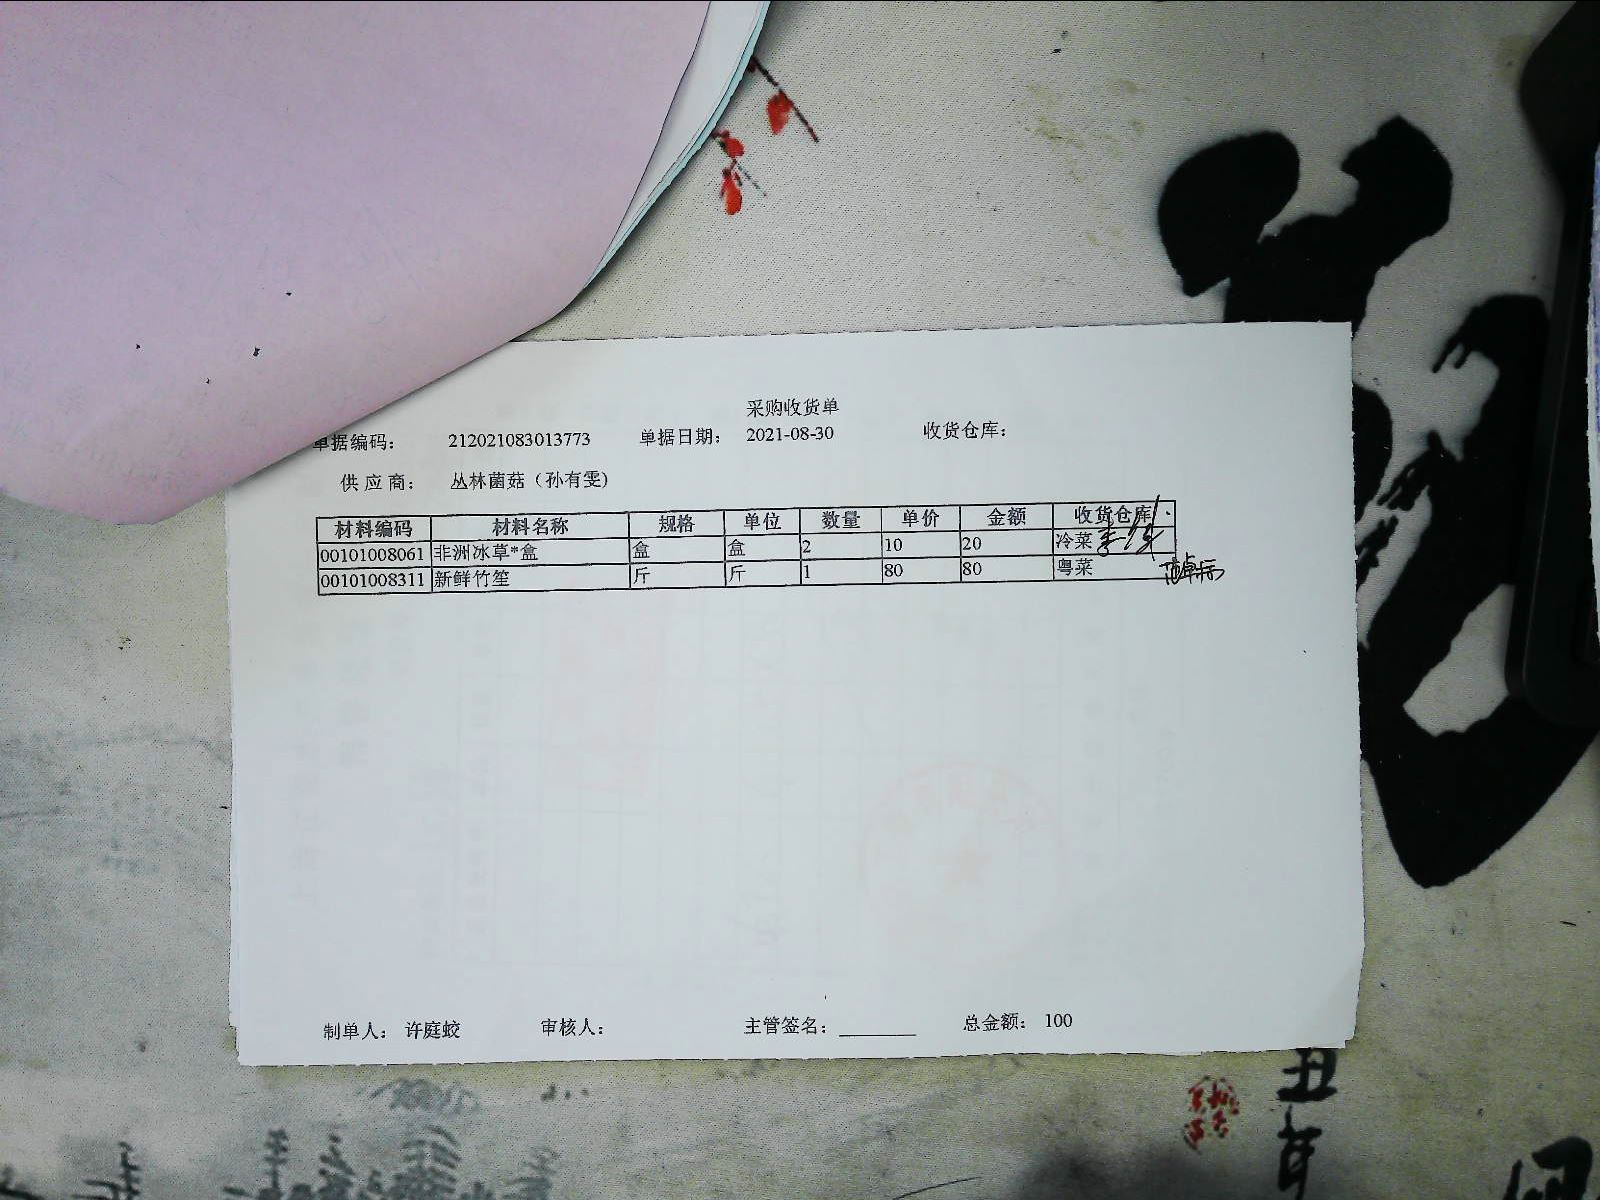 采购收货单
单据编码： 212021083013773 单据日期： 2021-08-30 收货仓库：
供应商： 丛林菌菇（孙有雯)
材料编码 材料名称 规格 单位 数量 单价 金额 收货仓库
00101008061 非洲冰草*盒 盒 盒 2 10 20 冷菜
00101008311 新鲜竹笙 斤 斤 1 80 80 粤菜
制单人： 许庭蛟 审核人： 主管签名： 总金额： 100